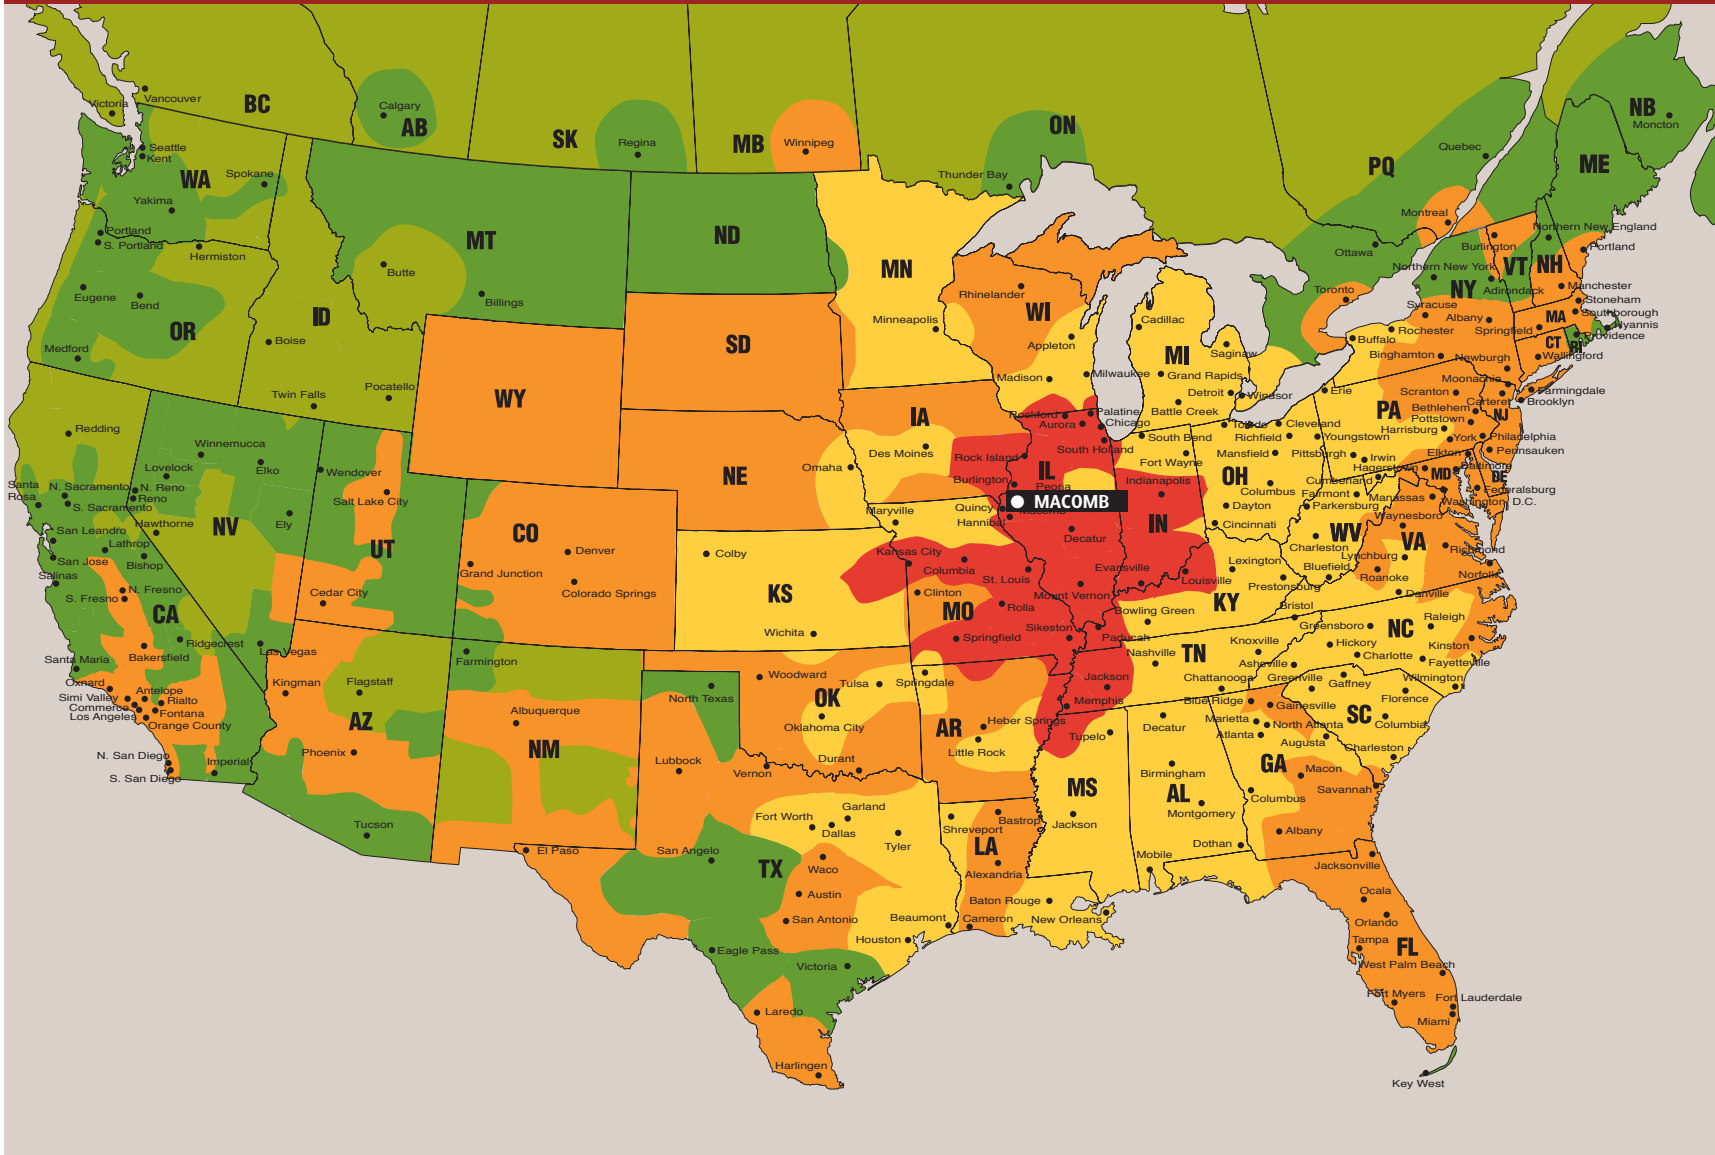 Victoria
Vancouver
BC
Calgary
AB
SK
Regina
MB
Winnipeg
ON
Thunder Bay
PQ
Quebec
Montreal
Ottawa
Toronto
NB
Moncton
ME
Seattle
Kent
WA
Spokane
Yakima
Portland
S. Portland
Hermiston
Eugene
Bend
OR
Medford
MT
Butte
Billings
ID
Boise
Twin Falls
Pocatello
ND
SD
WY
NE
Omaha
MN
Minneapolis
WI
Rhinelander
Appleton
Madison
Milwaukee
MI
Cadillac
Saginaw
Grand Rapids
Detroit
Battle Creek
Windsor
IA
Des Moines
Rockford
Aurora
Palatine
Chicago
South Holland
Rock Island
IL
Burlington
Peoria
MACOMB
Macomb
Quincy
Hannibal
Decatur
Mount Vernon
South Bend
Fort Wayne
Indianapolis
IN
Evansville
Toledo
Cleveland
Richfield
Mansfield
Youngstown
OH
Columbus
Dayton
Cincinnati
Erie
PA
Pittsburgh
Irwin
Scranton
Bethlehem
Pottstown
Harrisburg
York
Philadelphia
Pennsauken
Moonachie
Carteret
NJ
Farmingdale
Brooklyn
Northern New England
Burlington
VT
NH
Portland
Manchester
Stoneham
Southborough
Hyannis
Providence
RI
MA
CT
Wallingford
Springfield
Northern New York
NY
Adirondack
Syracuse
Albany
Rochester
Buffalo
Binghamton
Newburgh
Hagerstown
Cumberland
Elkton
Baltimore
MD
DE
Federalsburg
Washington, D.C.
Manassas
Fairmont
Parkersburg
WV
Charleston
Bluefield
Waynesboro
VA
Lynchburg
Roanoke
Richmond
Norfolk
Danville
Redding
Santa
Rosa
N. Sacramento
S. Sacramento
San Leandro
Lathrop
San Jose
Salinas
Bishop
N. Fresno
S. Fresno
CA
Ridgecrest
Bakersfield
Santa Maria
Oxnard
Simi Valley
Commerce
Los Angeles
Antelope
Rialto
Fontana
Orange County
N. San Diego
S. San Diego
Imperial
Winnemucca
Lovelock
Elko
N. Reno
Reno
Hawthorne
NV
Ely
Las Vegas
Wendover
Salt Lake City
UT
Cedar City
CO
Denver
Grand Junction
Colorado Springs
Kingman
Flagstaff
AZ
Phoenix
Tucson
Farmington
Albuquerque
NM
KS
Colby
Wichita
Maryville
Kansas City
Columbia
St. Louis
Clinton
MO
Rolla
Springfield
Sikeston
Louisville
Lexington
Prestonsburg
KY
Bowling Green
Paducah
Bristol
Nashville
TN
Knoxville
Chattanooga
Jackson
Memphis
Greensboro
Raleigh
NC
Hickory
Charlotte
Kinston
Fayetteville
Asheville
Wilmington
Greenville
Gaffney
SC
Florence
Columbia
Charleston
Woodward
OK
Tulsa
Oklahoma City
Durant
Springdale
AR
Heber Springs
Little Rock
North Texas
Lubbock
Vernon
El Paso
San Angelo
TX
Fort Worth
Dallas
Garland
Tyler
Waco
Austin
San Antonio
Eagle Pass
Victoria
Houston
Beaumont
Laredo
Harlingen
Shreveport
Bastrop
LA
Alexandria
Baton Rouge
Cameron
New Orleans
Tupelo
MS
Jackson
Decatur
Birmingham
AL
Montgomery
Dothan
Mobile
Blue Ridge
Gainesville
Marietta
North Atlanta
Atlanta
Augusta
GA
Macon
Columbus
Savannah
Albany
Jacksonville
Ocala
Orlando
Tampa
FL
West Palm Beach
Fort Myers
Fort Lauderdale
Miami
Key West